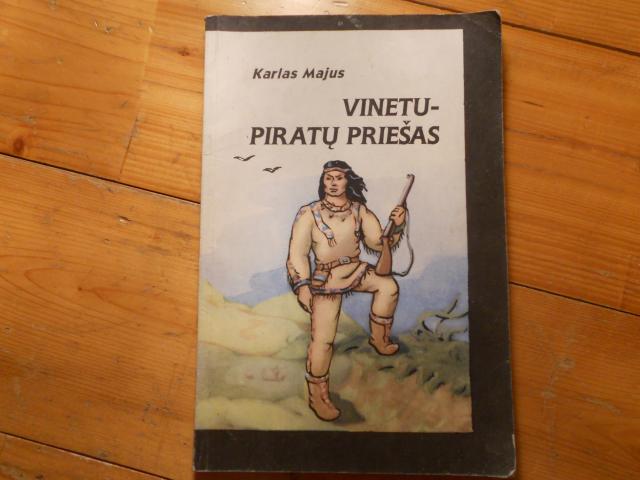 Karlas Majus
VINETU-
PIRATŲ PRIEŠAS